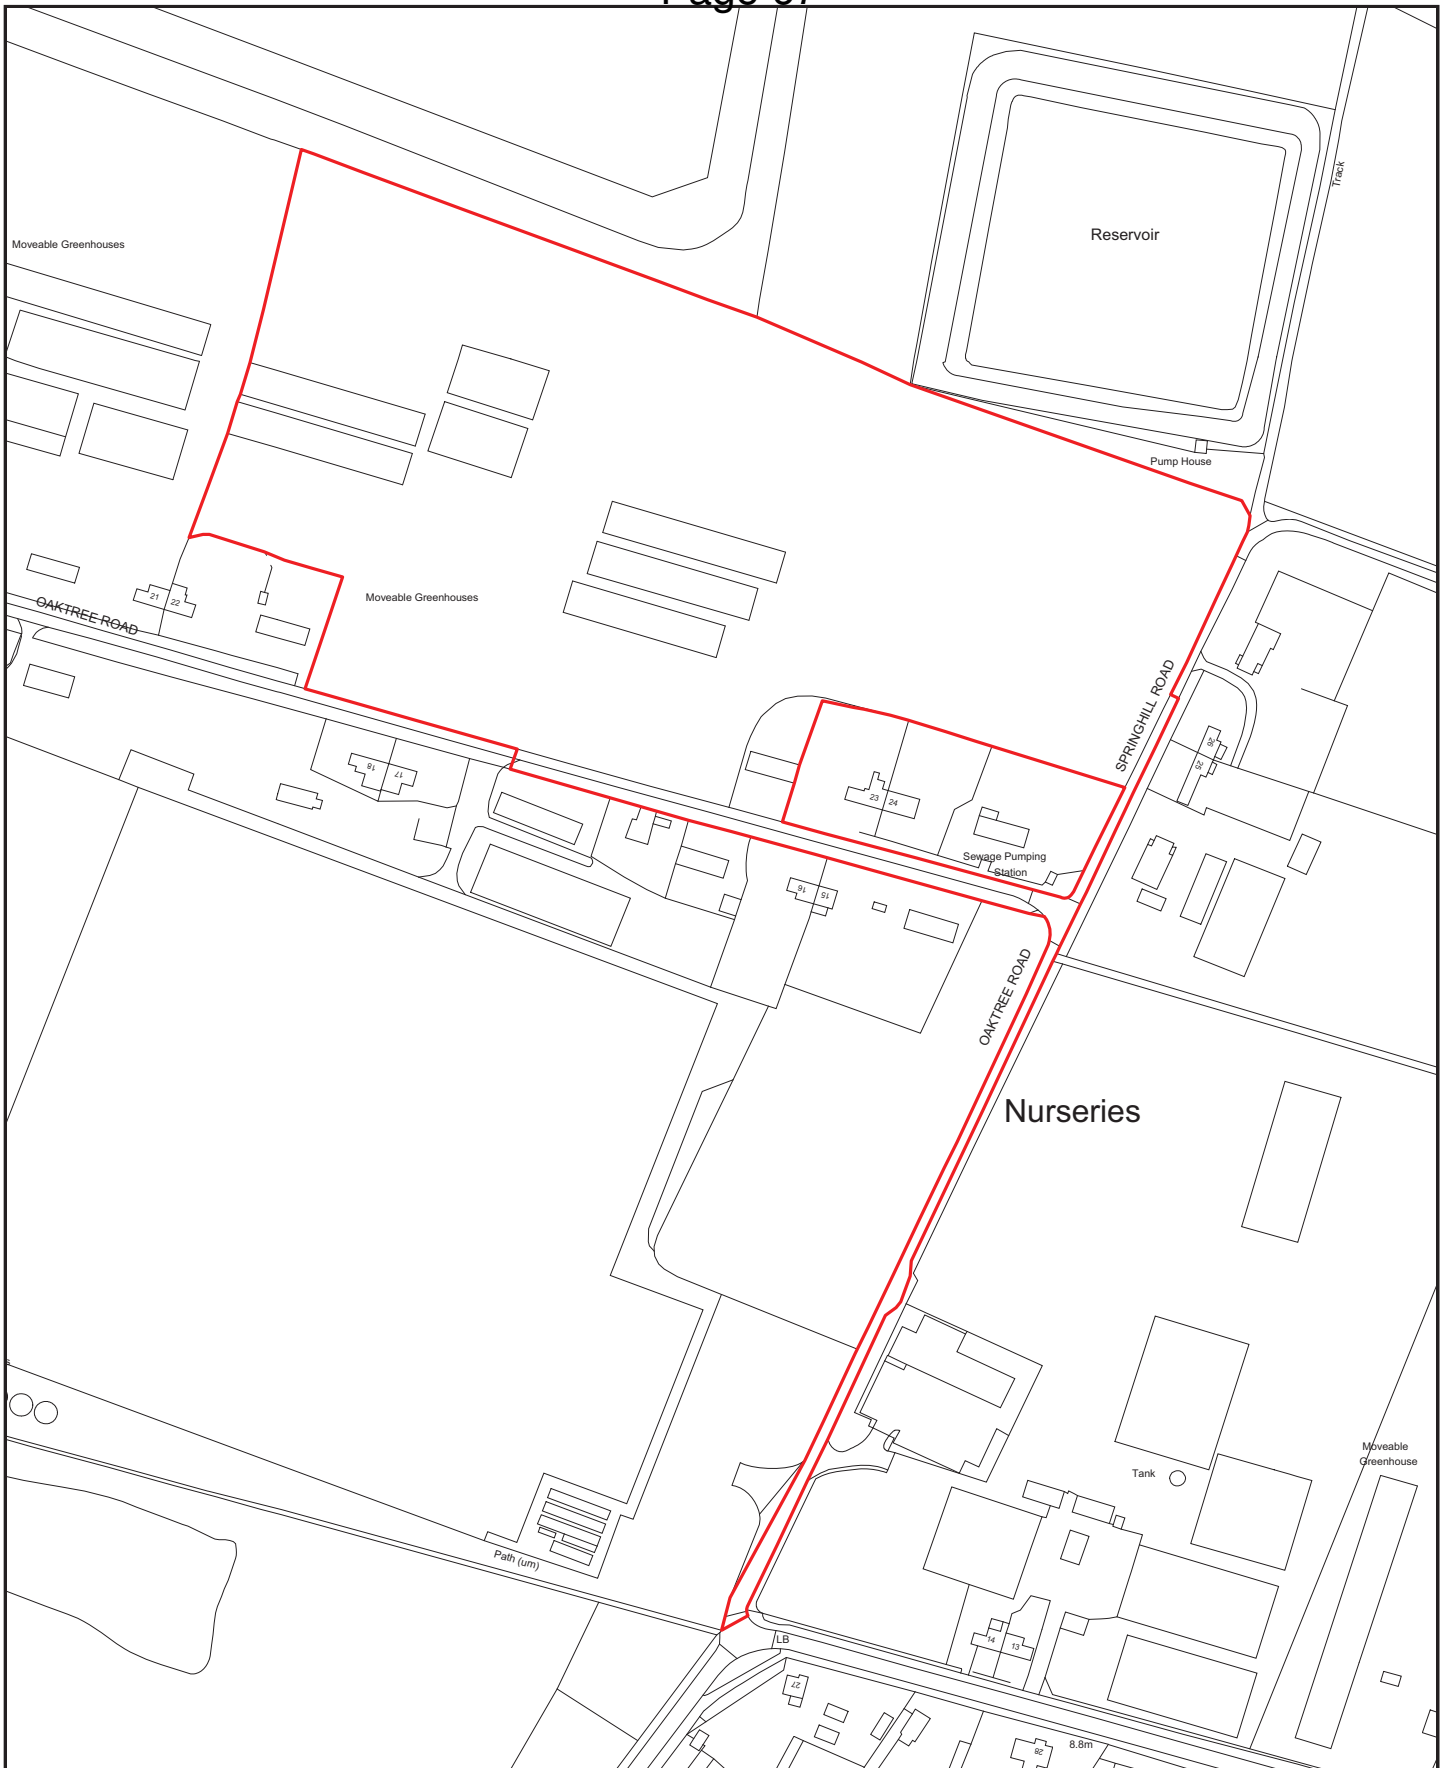 Reservoir
Track
Moveable Greenhouses
Pump House
Moveable Greenhouses
21
22
OAKTREE ROAD
SPRINGHILL ROAD
26
25
18
17
23
24
Sewage Pumping
Station
16
15
OAKTREE ROAD
Nurseries
s
Moveable
Greenhouse
Tank
Path (um)
LB
14
13
27
28
8.8m